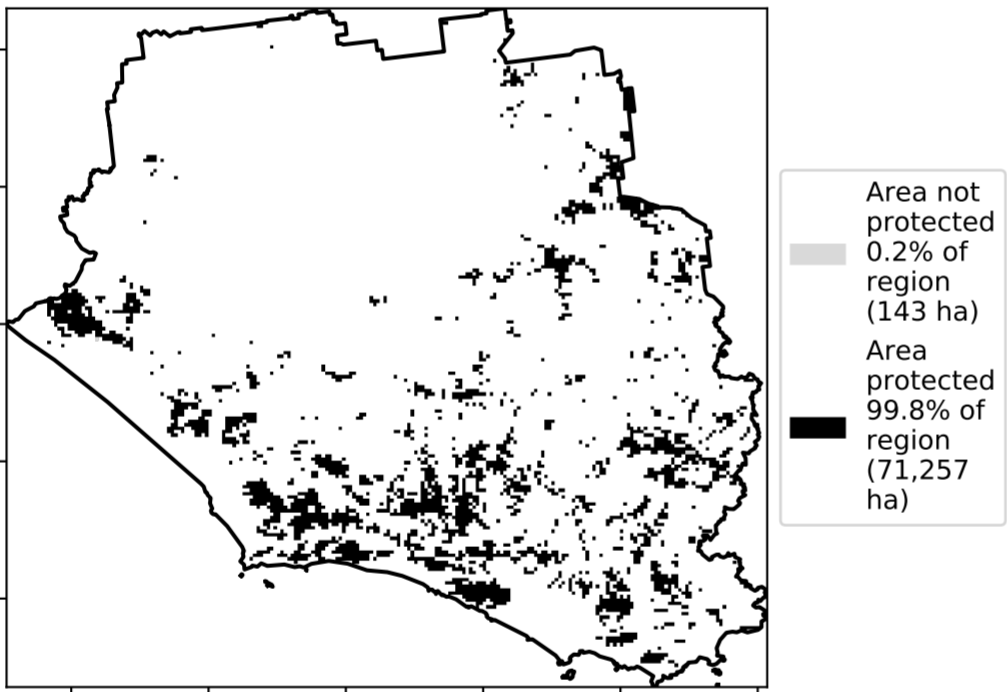 Area not
protected
0.2% of
region
(143 ha)
Area
protected
99.8% of
region
(71,257
ha)